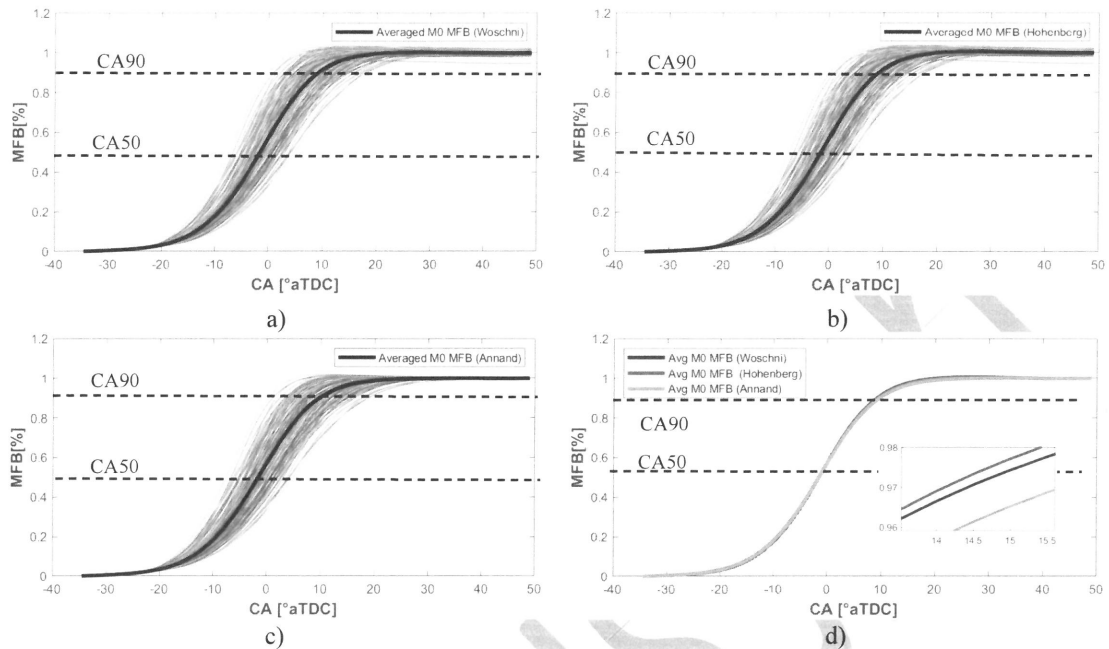 1.2
Averaged M0 MFB (Woschni)
1
CA90
0.8
MFB[%]
0.6
CA50
0.4
0.2
0
-40 -30 -20 -10 0 10 20 30 40 50
CA [°aTDC]
a)
1.2
Averaged M0 MFB (Hohenberg)
1
CA90
0.8
MFB[%]
0.6
CA50
0.4
0.2
0
-40 -30 -20 -10 0 10 20 30 40 50
CA [°aTDC]
b)
1.2
Averaged M0 MFB (Annand)
1
CA90
0.8
MFB[%]
0.6
CA50
0.4
0.2
0
-40 -30 -20 -10 0 10 20 30 40 50
CA [°aTDC]
c)
1.2
Avg M0 MFB (Woschni)
Avg M0 MFB (Hohenberg)
Avg M0 MFB (Annand)
1
0.8
CA90
MFB[%]
0.6
CA50
0.98
0.97
0.96
14 14.5 15 15.5
0.4
0.2
0
-40 -30 -20 -10 0 10 20 30 40 50
CA [°aTDC]
d)